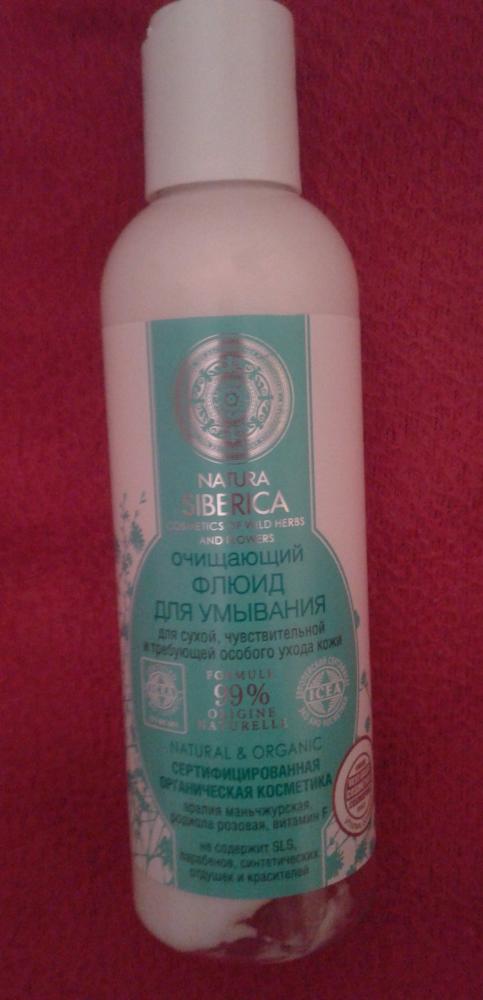 NATURA
SIBERICA
COSMETICS OF WILD HERBS
AND FLOWERS
очищающий
ФЛЮИД
ДЛЯ УМЫВАНИЯ
для сухой, чувствительной
и требующей особого ухода кожи
FORMULE
99%
ORIGINE
NATURELLE
ICEA
ICEA
NATURAL & ORGANIC
СЕРТИФИЦИРОВАННАЯ
ОРГАНИЧЕСКАЯ КОСМЕТИКА
аралия маньчжурская,
родиола розовая, витамин F
не содержит SLS,
парабенов, синтетических
отдушек и красителей